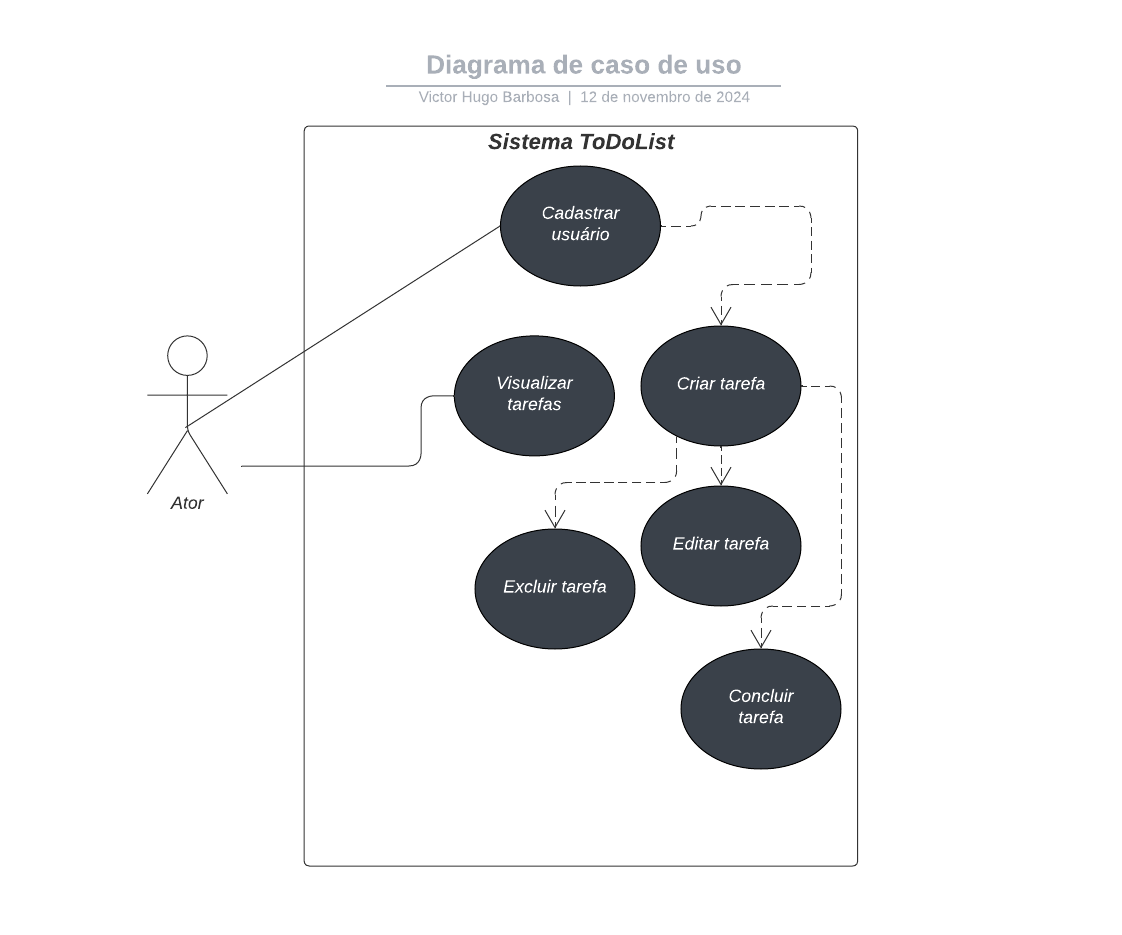 Diagrama de caso de uso
Victor Hugo Barbosa | 12 de novembro de 2024
Sistema ToDoList
Cadastrar
usuário
Visualizar
tarefas
Criar tarefa
Ator
Editar tarefa
Excluir tarefa
Concluir
tarefa